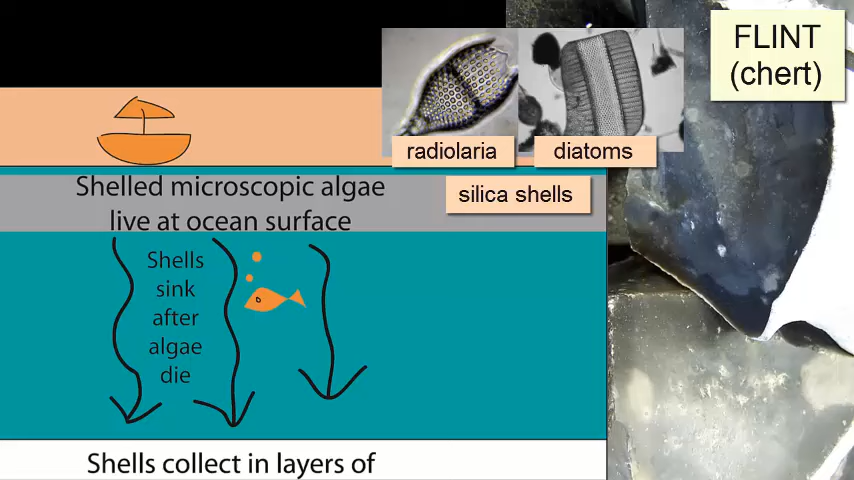 FLINT
(chert)
radiolaria
diatoms
silica shells
Shelled microscopic algae
live at ocean surface
Shells
sink
after
algae
die
Shells collect in layers of